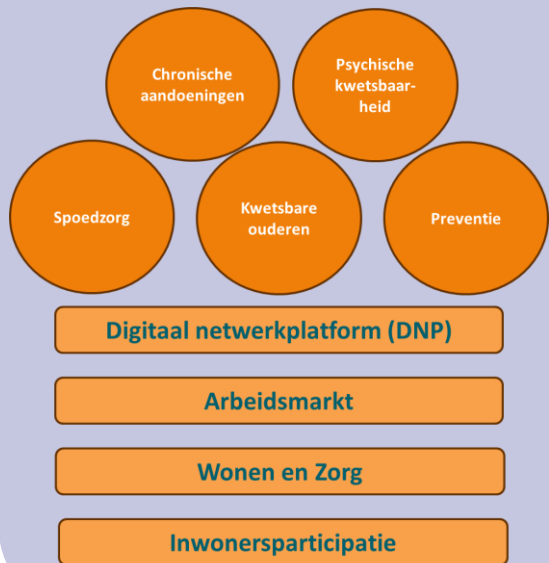 Chronische
aandoeningen
Psychische
kwetsbaar-
heid
Spoedzorg
Kwetsbare
ouderen
Preventie
Digitaal netwerkplatform (DNP)
Arbeidsmarkt
Wonen en Zorg
Inwonersparticipatie